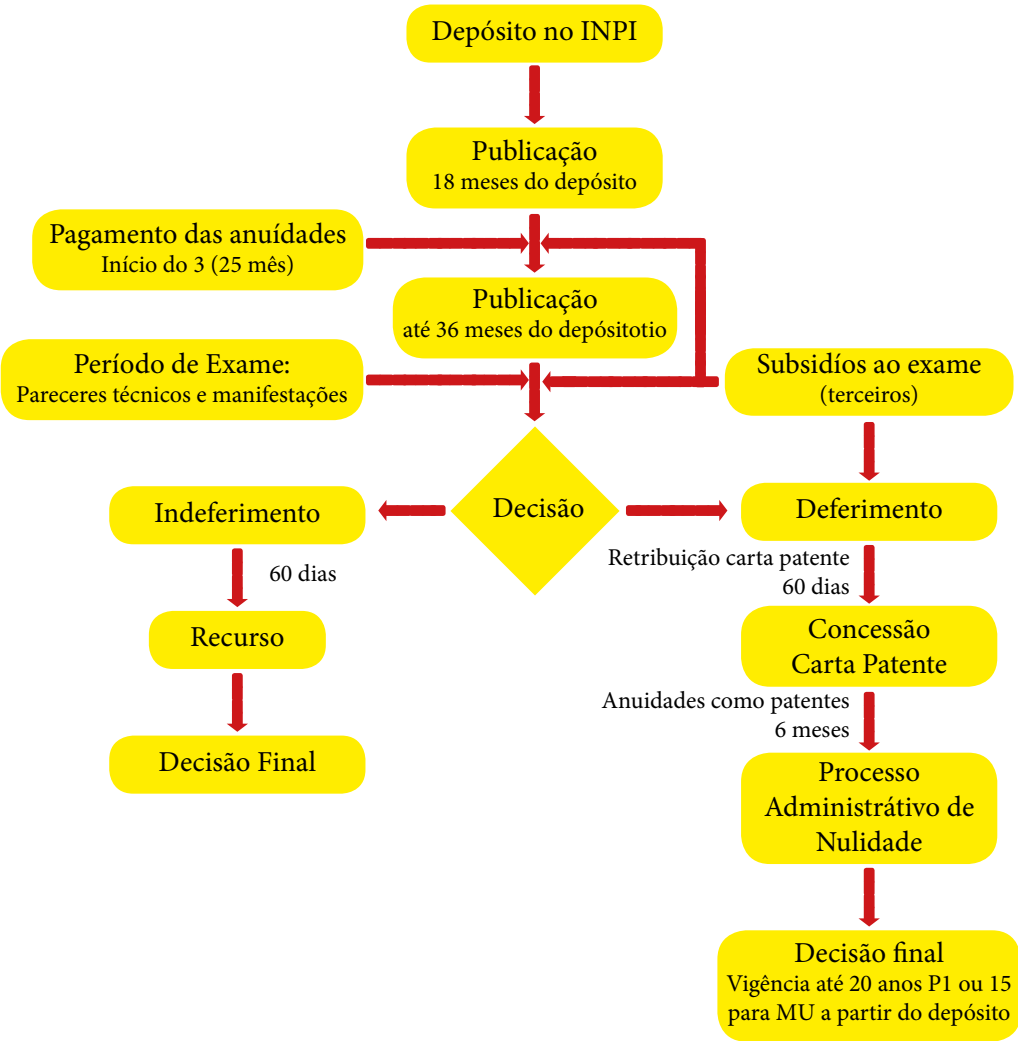 Depósito no INPI
Publicação
18 meses do depósito
Pagamento das anuídades
Início do 3 (25 mês)
Publicação
até 36 meses do depósitotio
Período de Exame:
Pareceres técnicos e manifestações
Subsidíos ao exame
(terceiros)
Decisão
Indeferimento
Deferimento
60 dias
Retribuição carta patente
60 dias
Recurso
Concessão
Carta Patente
Anuidades como patentes
6 meses
Decisão Final
Processo
Administrátivo de
Nulidade
Decisão final
Vigência até 20 anos P1 ou 15
para MU a partir do depósito